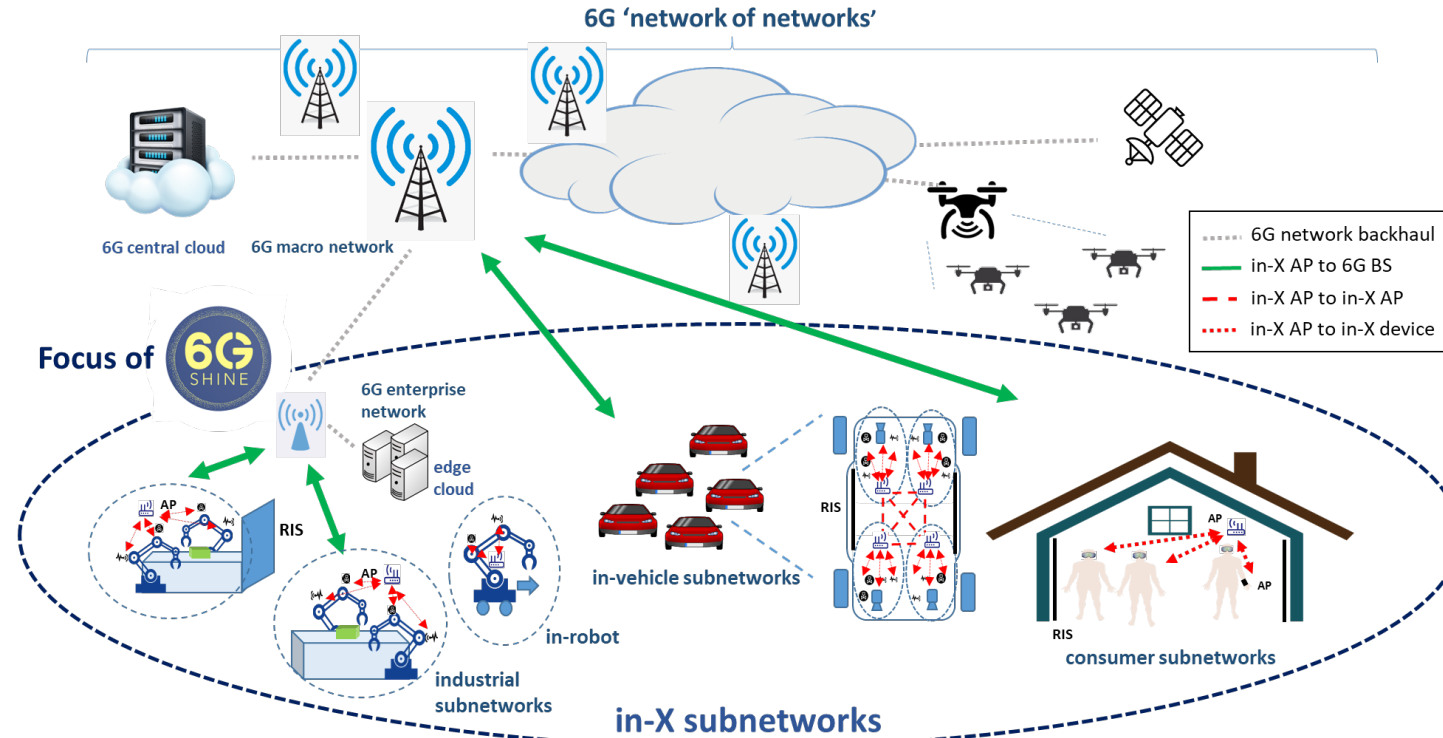 6G ‘network of networks’
6G central cloud
6G macro network
6G network backhaul
in-X AP to 6G BS
in-X AP to in-X AP
in-X AP to in-X device
Focus of
6G
SHINE
6G enterprise
network
edge
cloud
AP
RIS
AP
in-robot
industrial
subnetworks
in-vehicle subnetworks
RIS
AP
AP
RIS
consumer subnetworks
in-X subnetworks